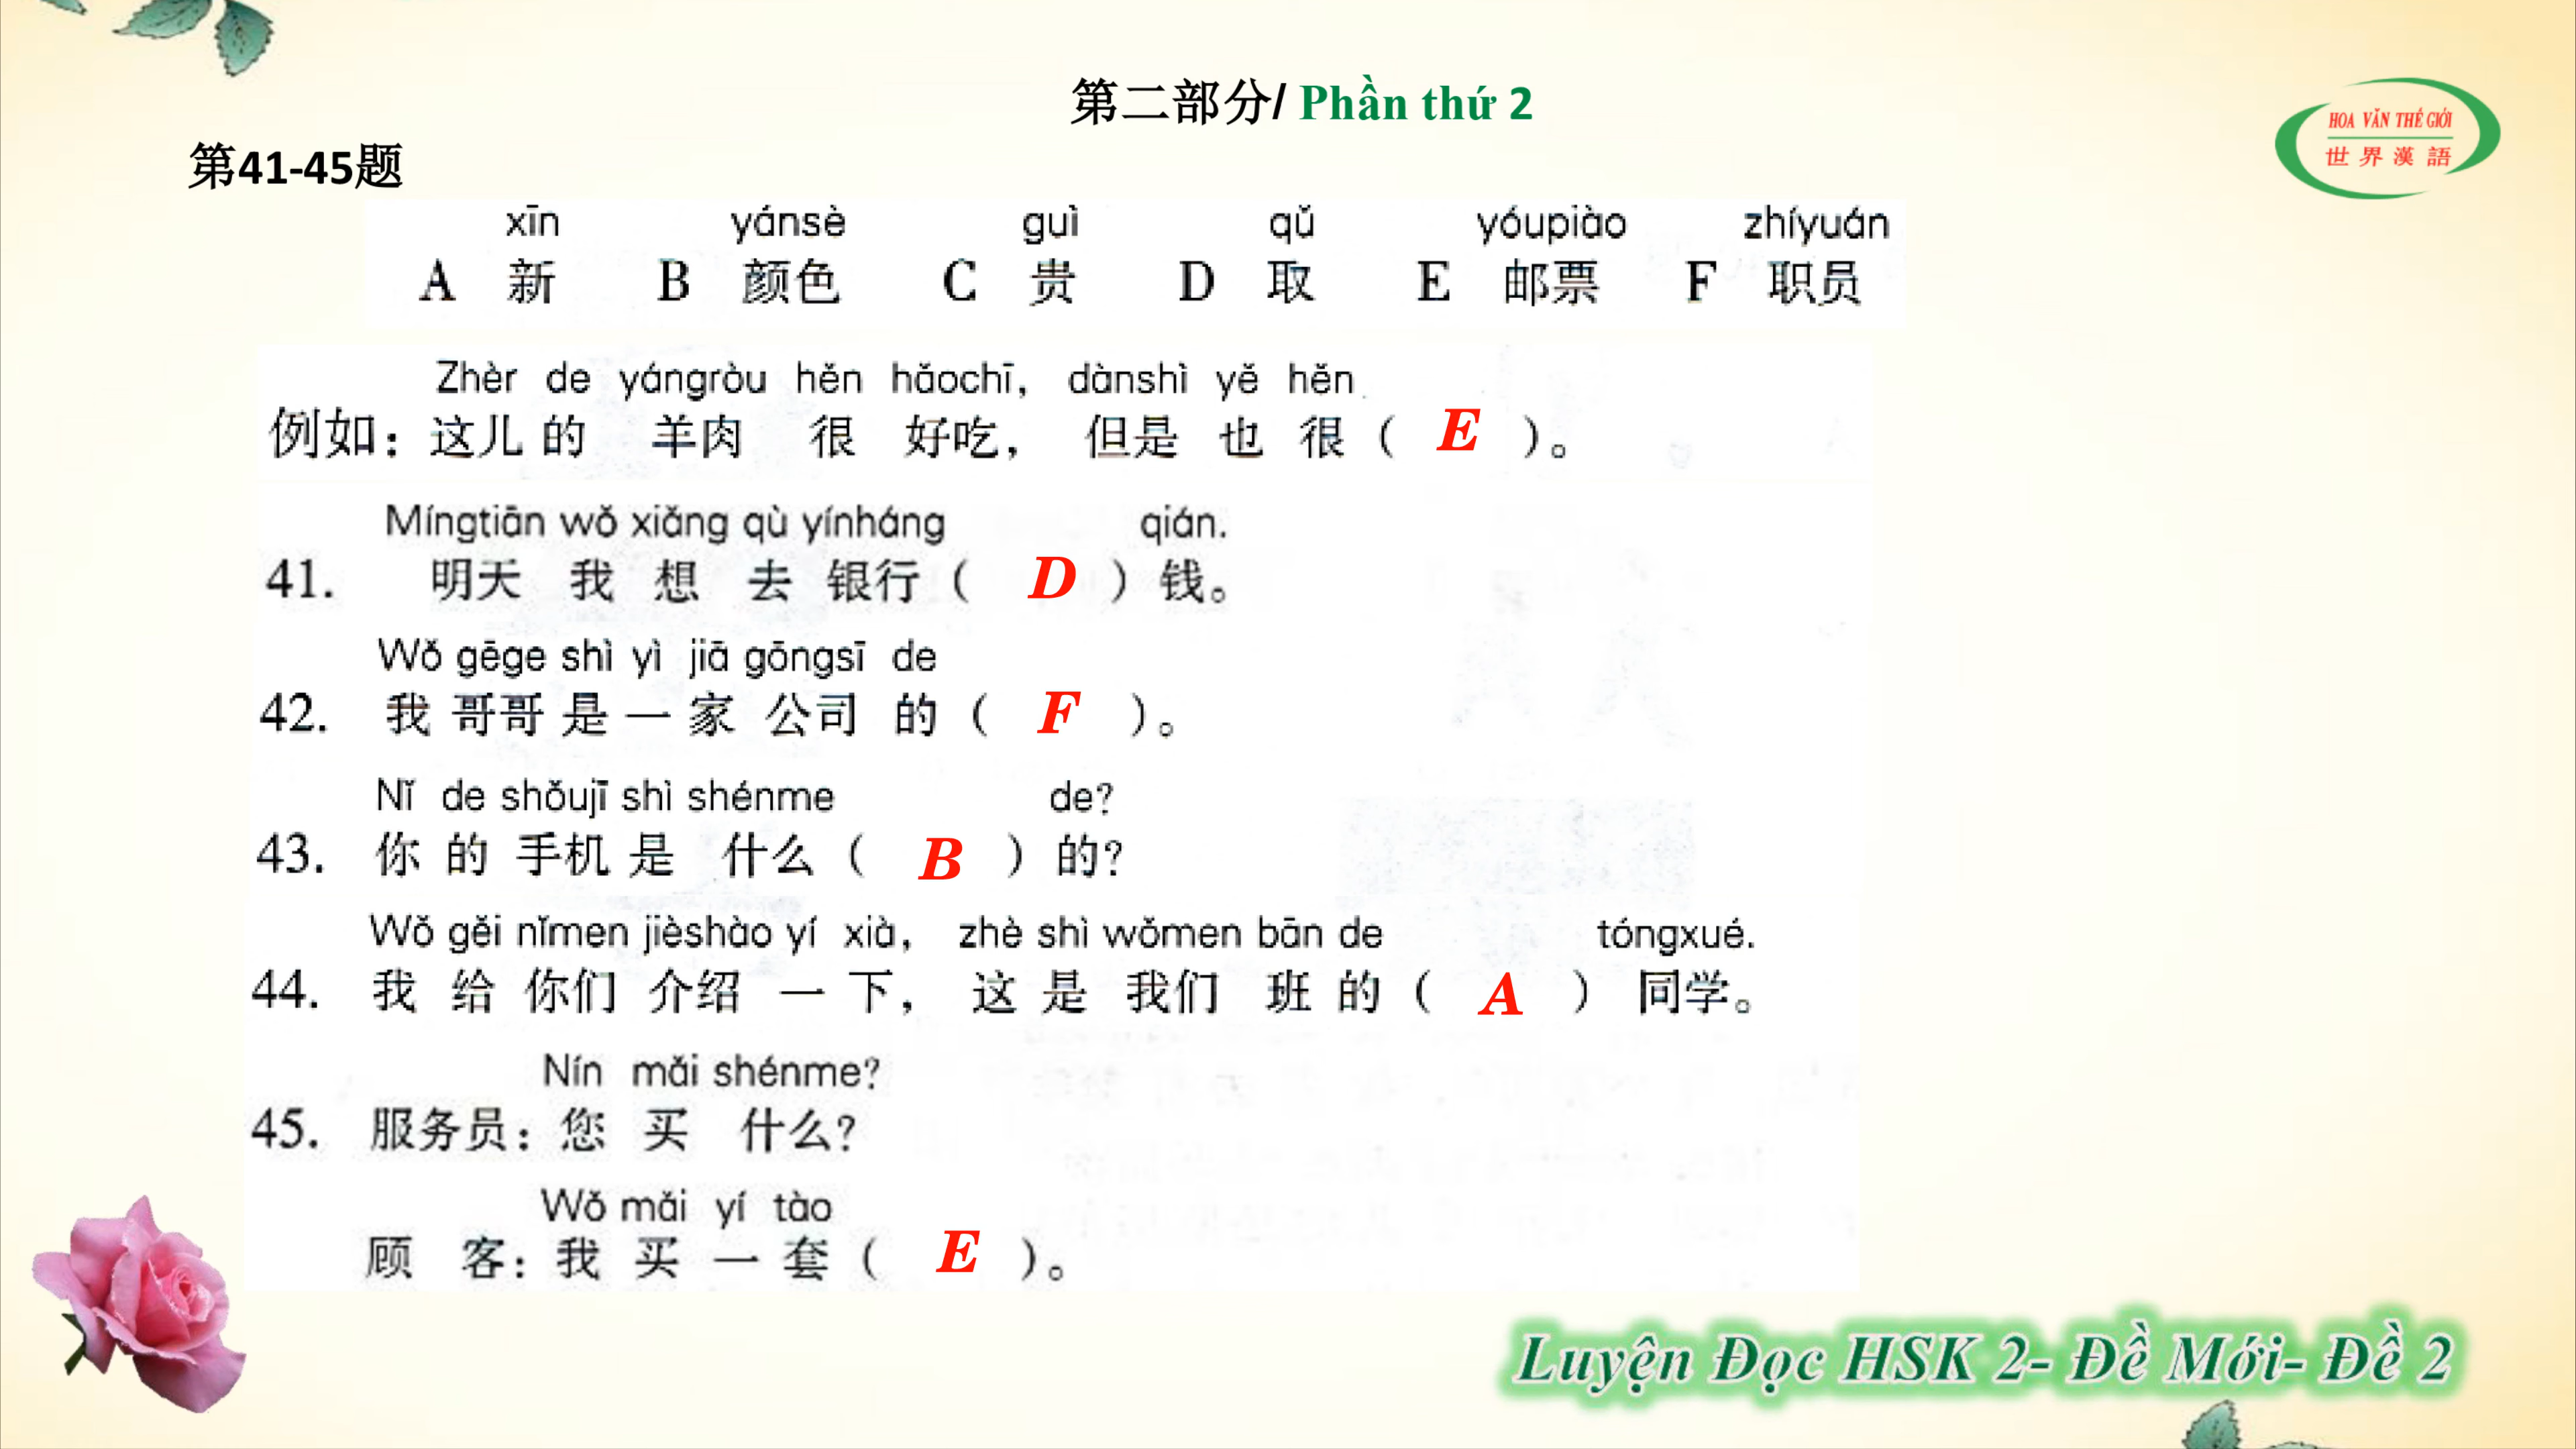 第二部分/ Phần thứ 2
HOA VĂN THẾ GIỚI
世界漢語
第41-45题
xīn yánsè guì qǔ yóupiào zhíyuán
A 新 B 颜色 C 贵 D 取 E 邮票 F 职员
Zhèr de yángròu hěn hǎochī, dànshì yě hěn
例如：这儿 的 羊肉 很 好吃， 但是 也 很（ E ）。
Míngtiān wǒ xiǎng qù yínháng qián.
41. 明天 我 想 去 银行（ D ）钱。
Wǒ gēge shì yì jiā gōngsī de
42. 我 哥哥 是 一 家 公司 的（ F ）。
Nǐ de shǒujī shì shénme de?
43. 你 的 手机 是 什么（ B ）的?
Wǒ gěi nǐmen jièshào yí xià, zhè shì wǒmen bān de tóngxué.
44. 我 给 你们 介绍 一 下， 这 是 我们 班 的（ A ）同学。
Nín mǎi shénme?
45. 服务员：您 买 什么?
Wǒ mǎi yí tào
顾 客：我 买 一 套（ E ）。
Luyện Đọc HSK 2- Đề Mới- Đề 2